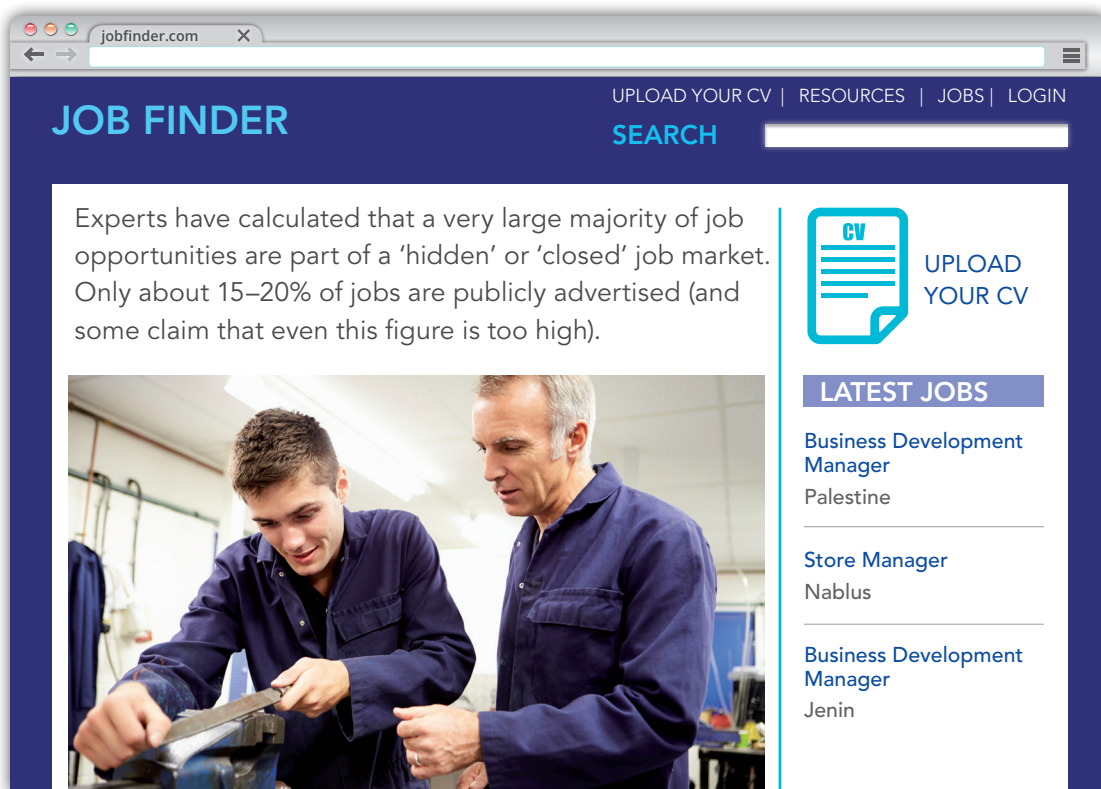 jobfinder.com
JOB FINDER
UPLOAD YOUR CV | RESOURCES | JOBS | LOGIN
SEARCH
Experts have calculated that a very large majority of job
opportunities are part of a ‘hidden’ or ‘closed’ job market.
Only about 15–20% of jobs are publicly advertised (and
some claim that even this figure is too high).
CV
UPLOAD
YOUR CV
LATEST JOBS
Business Development
Manager
Palestine
Store Manager
Nablus
Business Development
Manager
Jenin